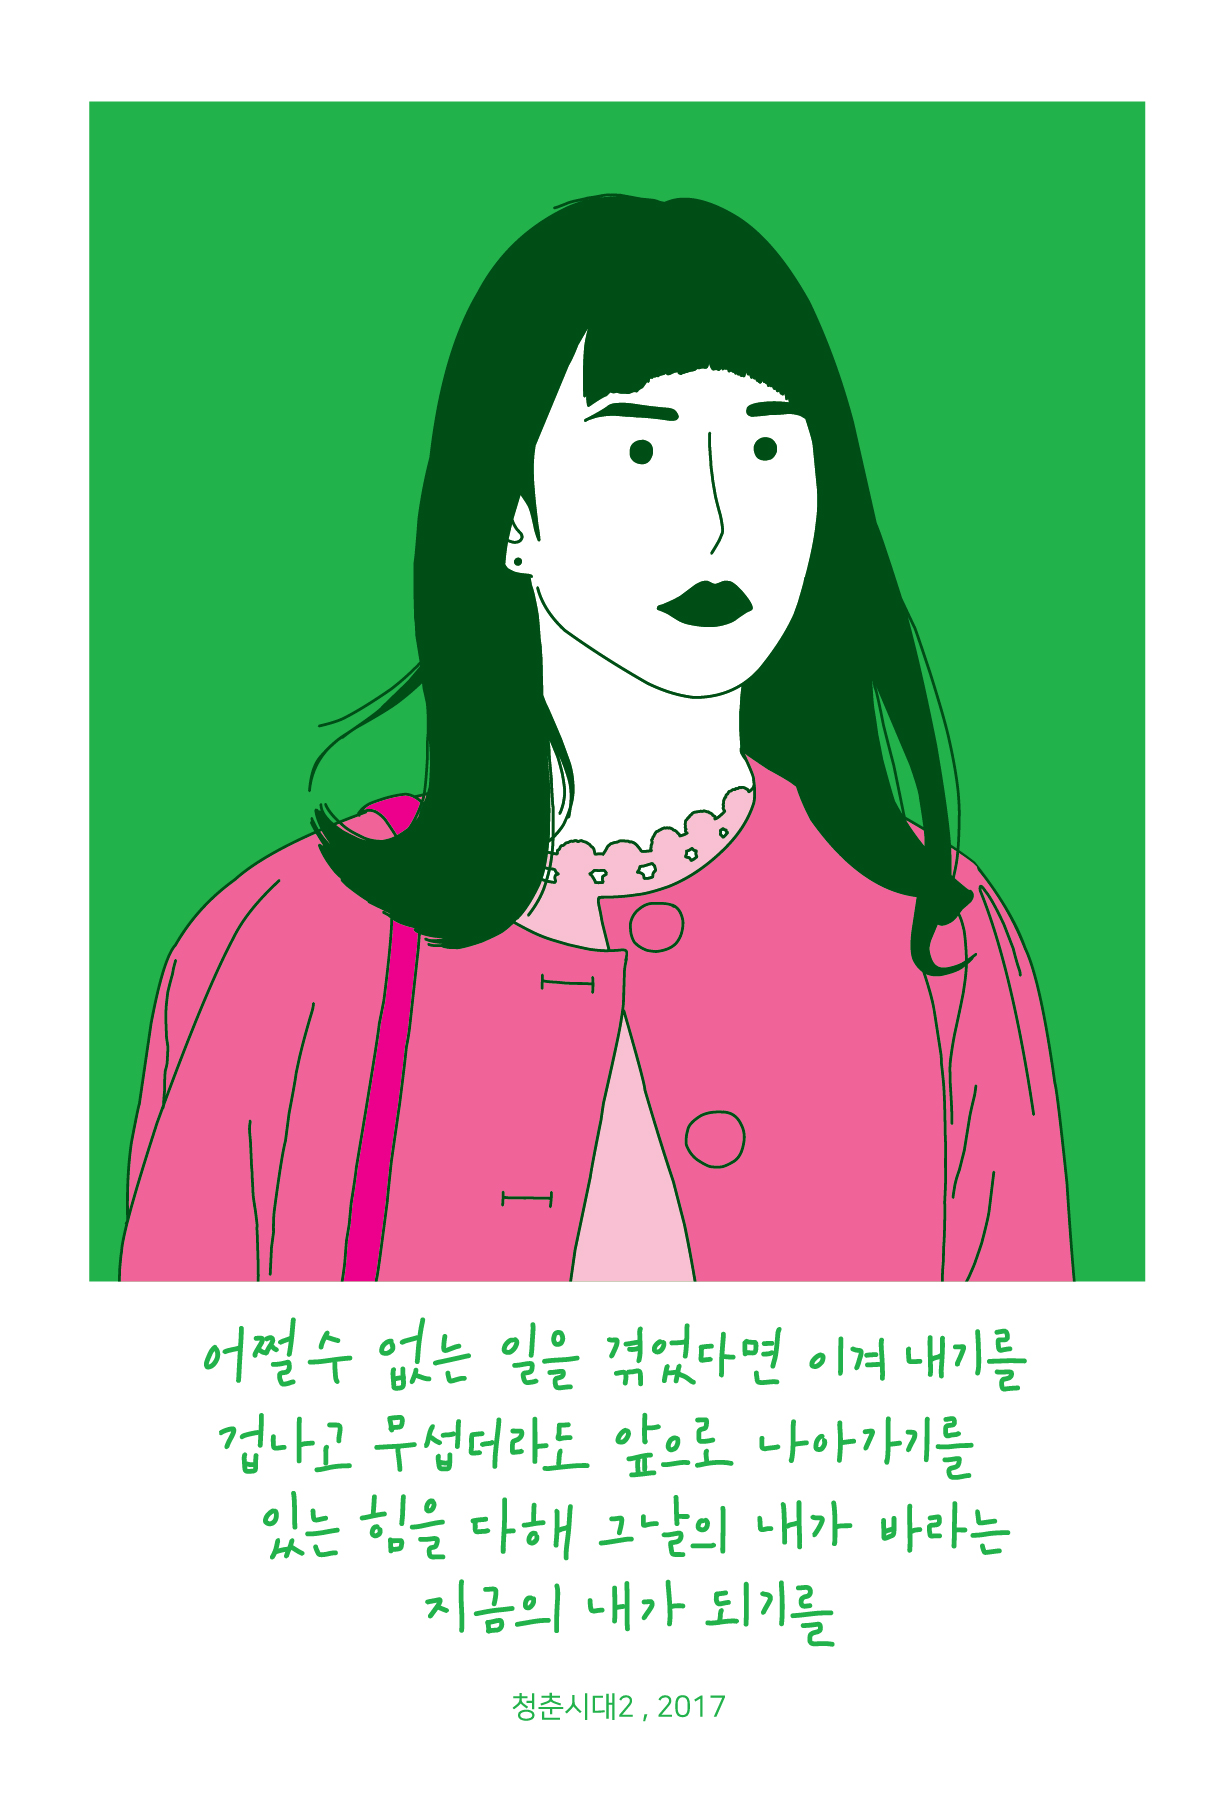 어쩔수 없는 일을 겪었다면 이겨 내기를
겁나고 무섭더라도 앞으로 나아가기를
있는 힘을 다해 그날의 내가 바라는
지금의 내가 되기를
청춘시대2 , 2017